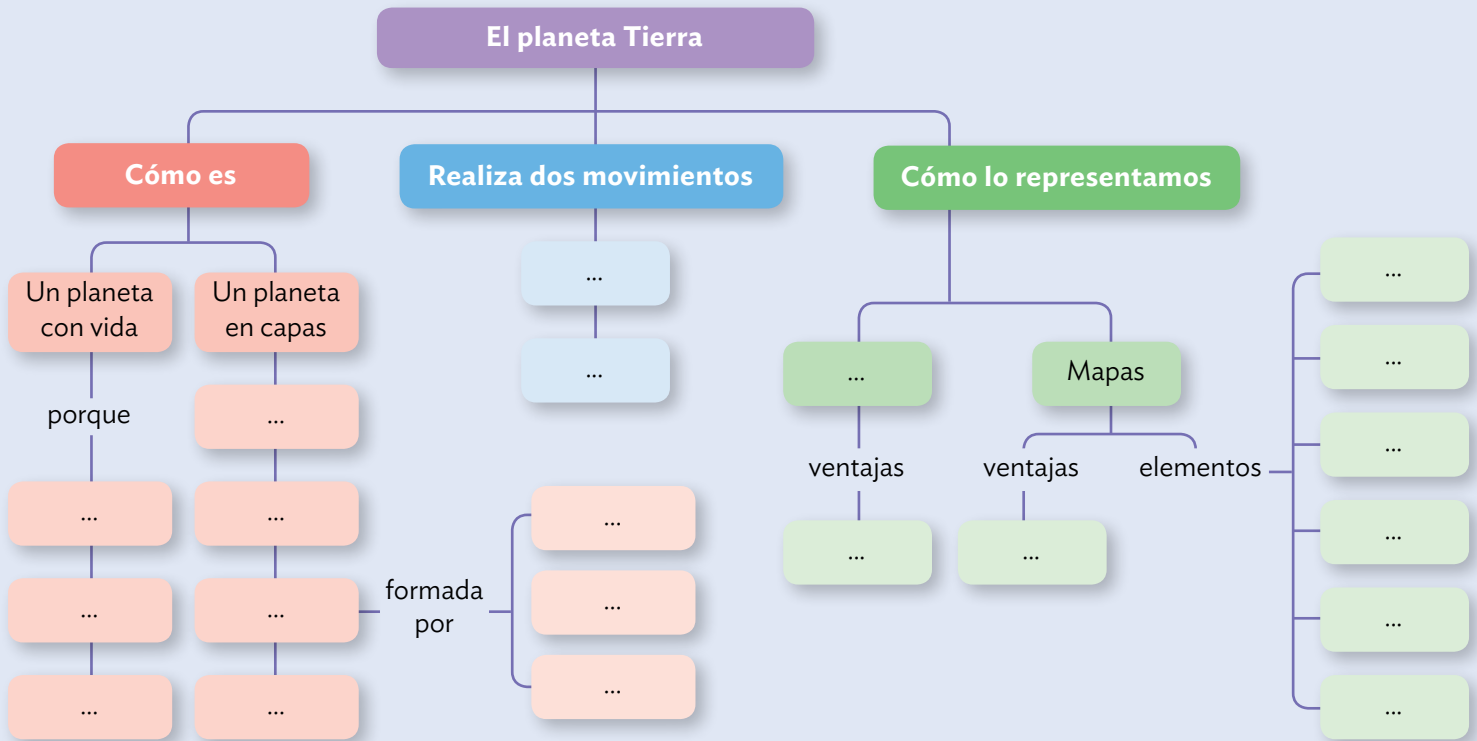 El planeta Tierra
Cómo es
Realiza dos movimientos
Cómo lo representamos
Un planeta
con vida
porque
...
...
...
Un planeta
en capas
...
...
...
...
formada
por
...
...
...
...
...
...
ventajas
...
Mapas
ventajas
...
elementos
...
...
...
...
...
...